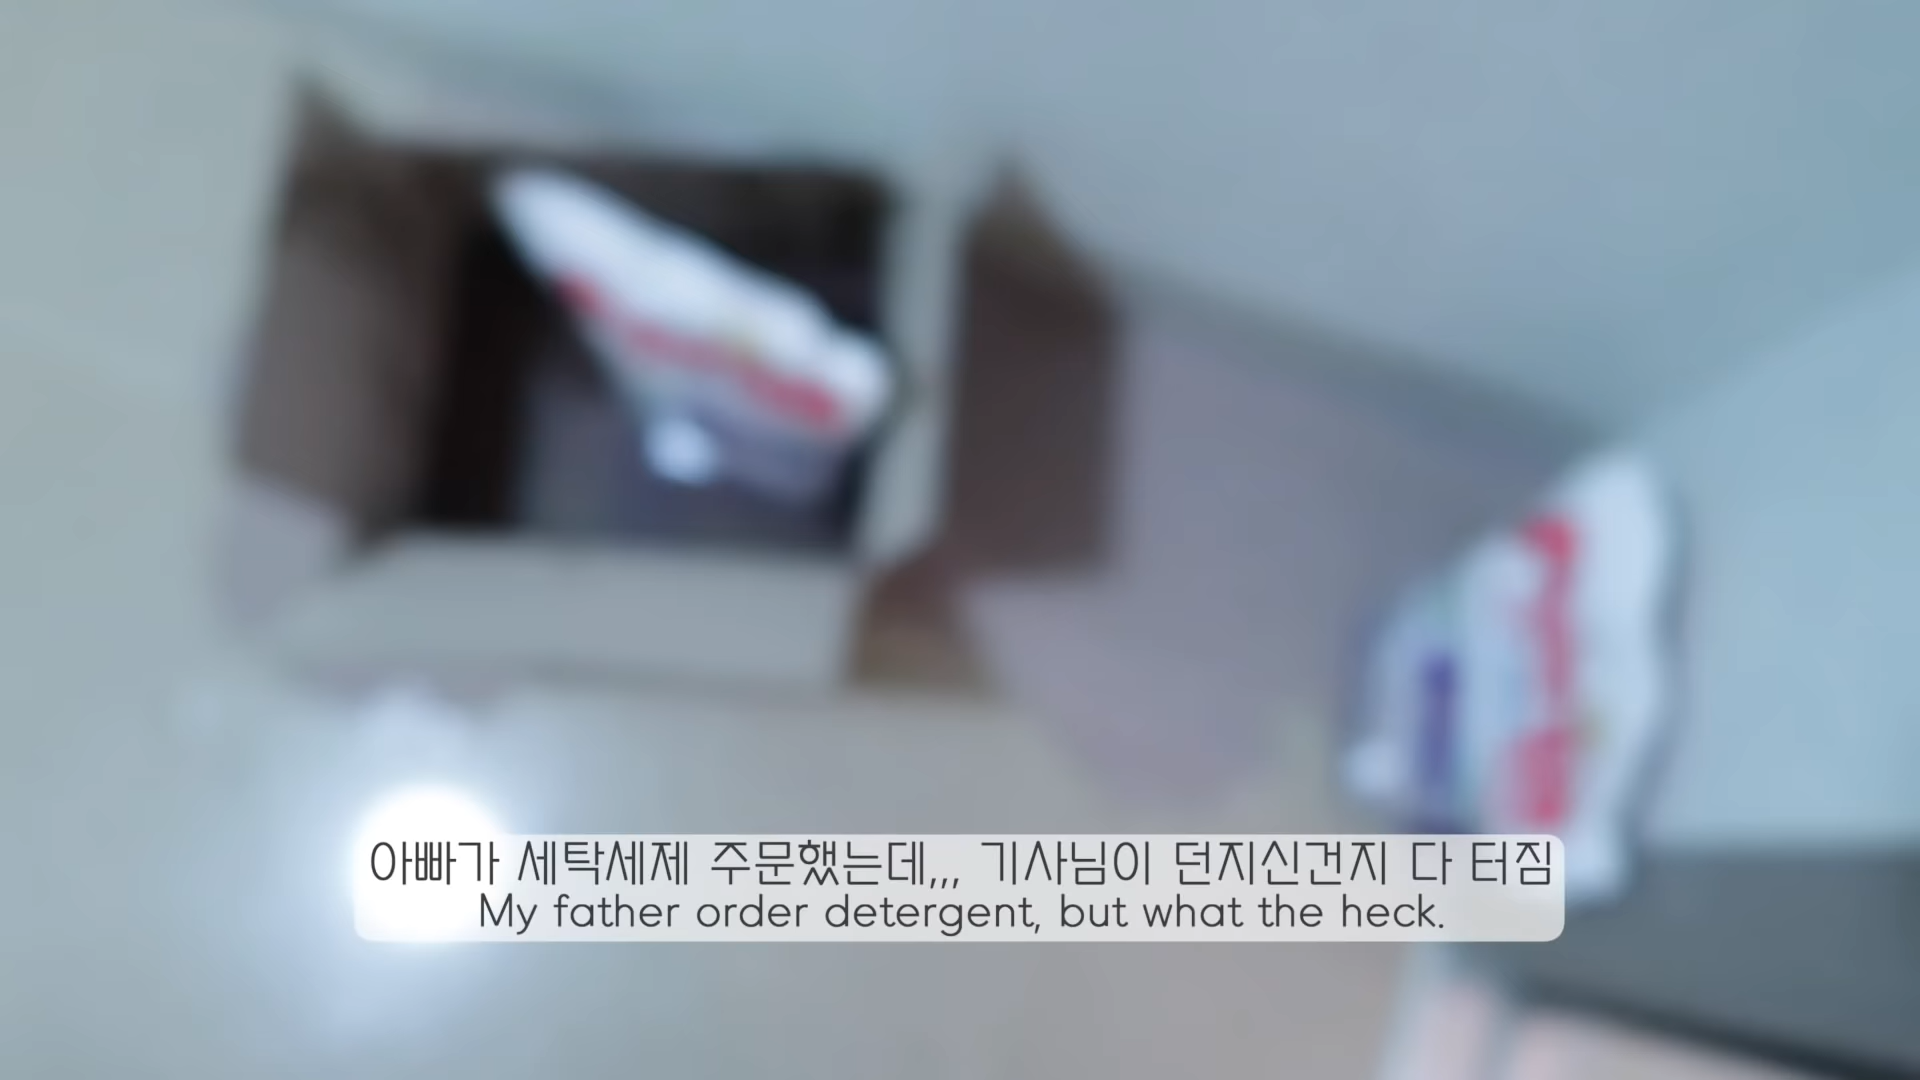 아빠가 세탁세제 주문했는데,,, 기사님이 던지신건지 다 터짐
My father order detergent, but what the heck.